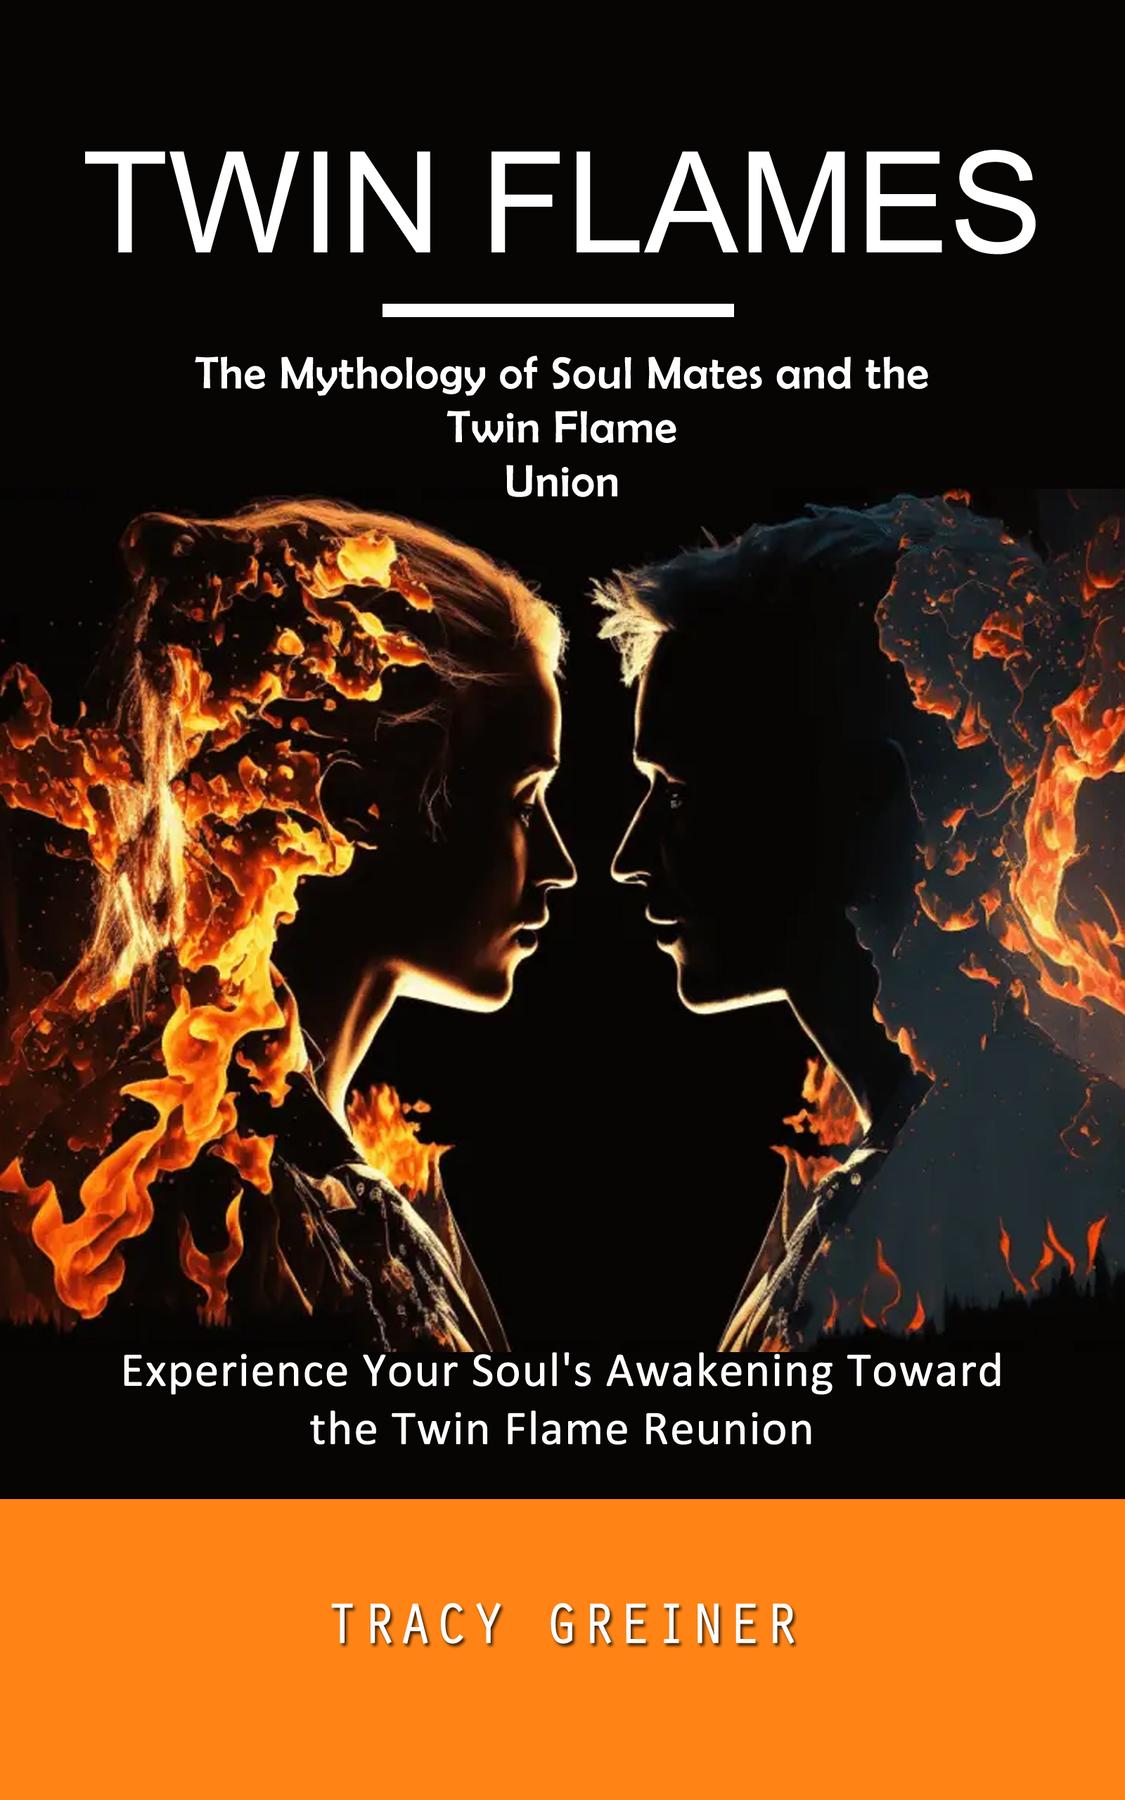 TWIN FLAMES
The Mythology of Soul Mates and the
Twin Flame
Union
Experience Your Soul's Awakening Toward
the Twin Flame Reunion
TRACY GREINER